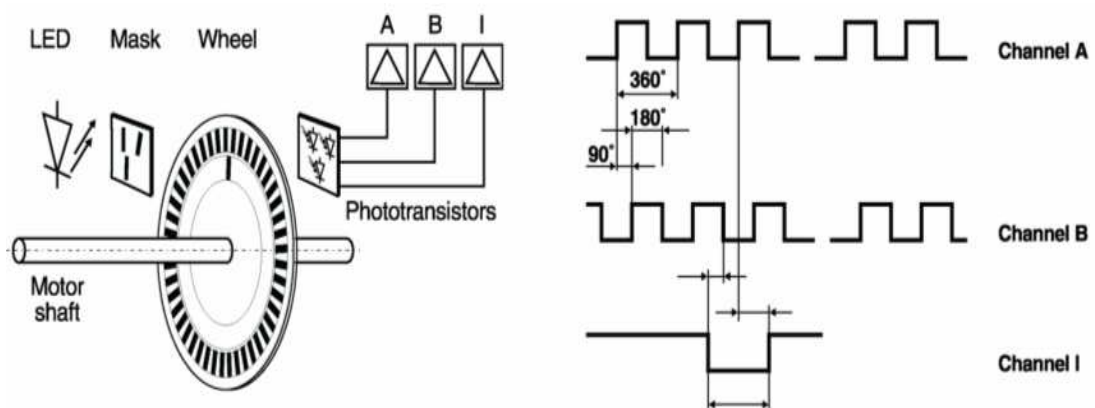 A B I
LED Mask Wheel
Phototransistors
Motor
shaft
Channel A
360°
180°
90°
Channel B
Channel I